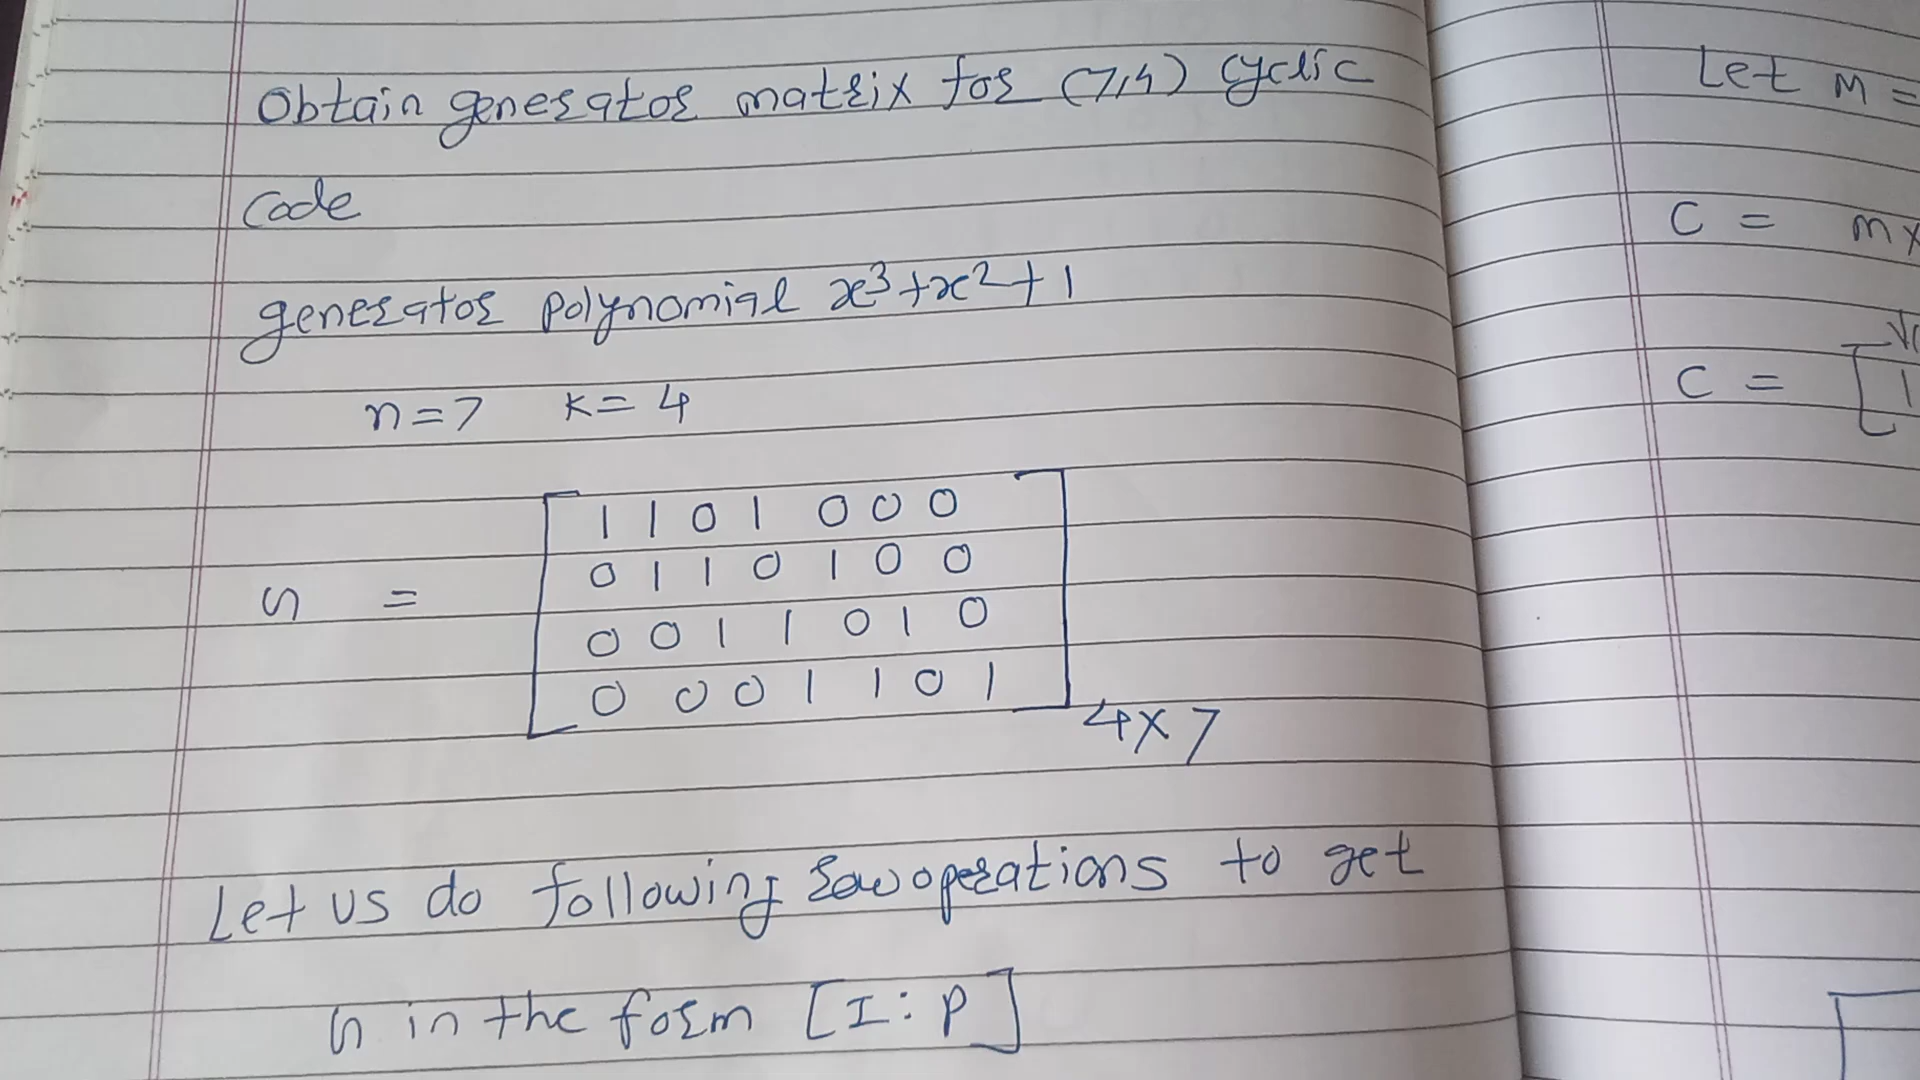 Obtain generator matrix for (7,4) cyclic
code
generator polynomial x³+x²+1
n=7 k=4
G =
1 1 0 1 0 0 0
0 1 1 0 1 0 0
0 0 1 1 0 1 0
0 0 0 1 1 0 1
4x7
Let us do following row operations to get
G in the form [I:P]
Let m =
C = mx
C = [1